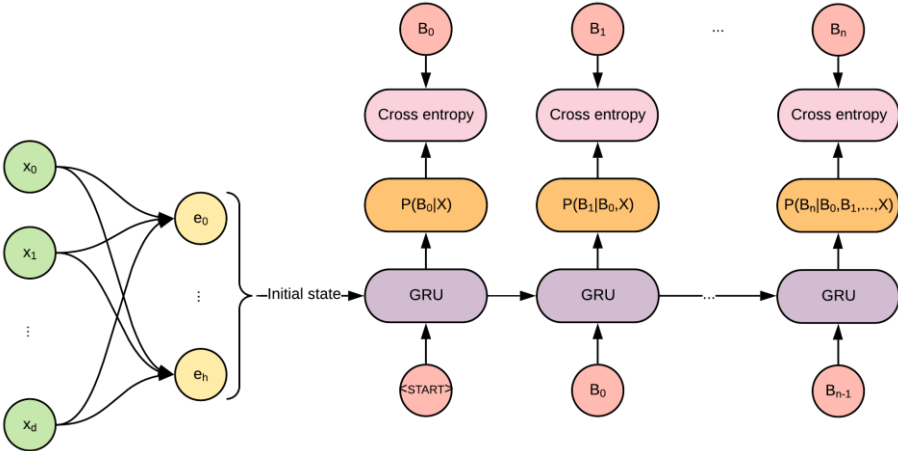 B₀ B₁ ... Bₙ
Cross entropy Cross entropy Cross entropy
x₀
P(B₀|X) P(B₁|B₀,X) P(Bₙ|B₀,B₁,...,X)
e₀
x₁
... Initial state GRU GRU ... GRU
...
eₕ
<START> B₀ Bₙ₋₁
x_d